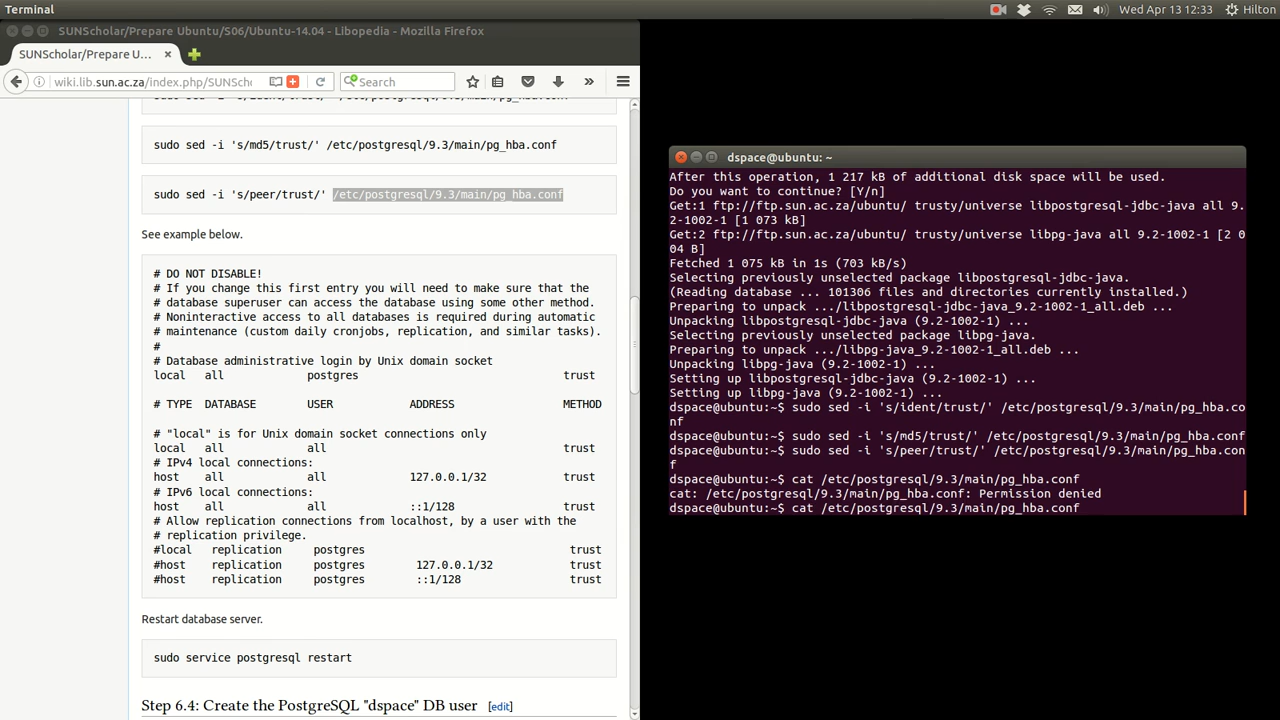 Terminal
Wed Apr 13 12:33
Hilton
SUNScholar/Prepare Ubuntu/S06/Ubuntu-14.04 - Libopedia - Mozilla Firefox
SUNScholar/Prepare U...
wiki.lib.sun.ac.za/index.php/SUNSch
Search
sudo sed -i 's/ident/trust/' /etc/postgresql/9.3/main/pg_hba.conf
sudo sed -i 's/md5/trust/' /etc/postgresql/9.3/main/pg_hba.conf
sudo sed -i 's/peer/trust/' /etc/postgresql/9.3/main/pg_hba.conf
See example below.
# DO NOT DISABLE!
# If you change this first entry you will need to make sure that the
# database superuser can access the database using some other method.
# Noninteractive access to all databases is required during automatic
# maintenance (custom daily cronjobs, replication, and similar tasks).
#
# Database administrative login by Unix domain socket
local all postgres trust
# TYPE DATABASE USER ADDRESS METHOD
# "local" is for Unix domain socket connections only
local all all trust
# IPv4 local connections:
host all all 127.0.0.1/32 trust
# IPv6 local connections:
host all all ::1/128 trust
# Allow replication connections from localhost, by a user with the
# replication privilege.
#local replication postgres trust
#host replication postgres 127.0.0.1/32 trust
#host replication postgres ::1/128 trust
Restart database server.
sudo service postgresql restart
Step 6.4: Create the PostgreSQL "dspace" DB user [edit]
dspace@ubuntu: ~
After this operation, 1 217 kB of additional disk space will be used.
Do you want to continue? [Y/n]
Get:1 ftp://ftp.sun.ac.za/ubuntu/ trusty/universe libpostgresql-jdbc-java all 9.
2-1002-1 [1 073 kB]
Get:2 ftp://ftp.sun.ac.za/ubuntu/ trusty/universe libpg-java all 9.2-1002-1 [2 0
04 B]
Fetched 1 075 kB in 1s (703 kB/s)
Selecting previously unselected package libpostgresql-jdbc-java.
(Reading database ... 101306 files and directories currently installed.)
Preparing to unpack .../libpostgresql-jdbc-java_9.2-1002-1_all.deb ...
Unpacking libpostgresql-jdbc-java (9.2-1002-1) ...
Selecting previously unselected package libpg-java.
Preparing to unpack .../libpg-java_9.2-1002-1_all.deb ...
Unpacking libpg-java (9.2-1002-1) ...
Setting up libpostgresql-jdbc-java (9.2-1002-1) ...
Setting up libpg-java (9.2-1002-1) ...
dspace@ubuntu:~$ sudo sed -i 's/ident/trust/' /etc/postgresql/9.3/main/pg_hba.co
nf
dspace@ubuntu:~$ sudo sed -i 's/md5/trust/' /etc/postgresql/9.3/main/pg_hba.conf
dspace@ubuntu:~$ sudo sed -i 's/peer/trust/' /etc/postgresql/9.3/main/pg_hba.con
f
dspace@ubuntu:~$ cat /etc/postgresql/9.3/main/pg_hba.conf
cat: /etc/postgresql/9.3/main/pg_hba.conf: Permission denied
dspace@ubuntu:~$ cat /etc/postgresql/9.3/main/pg_hba.conf